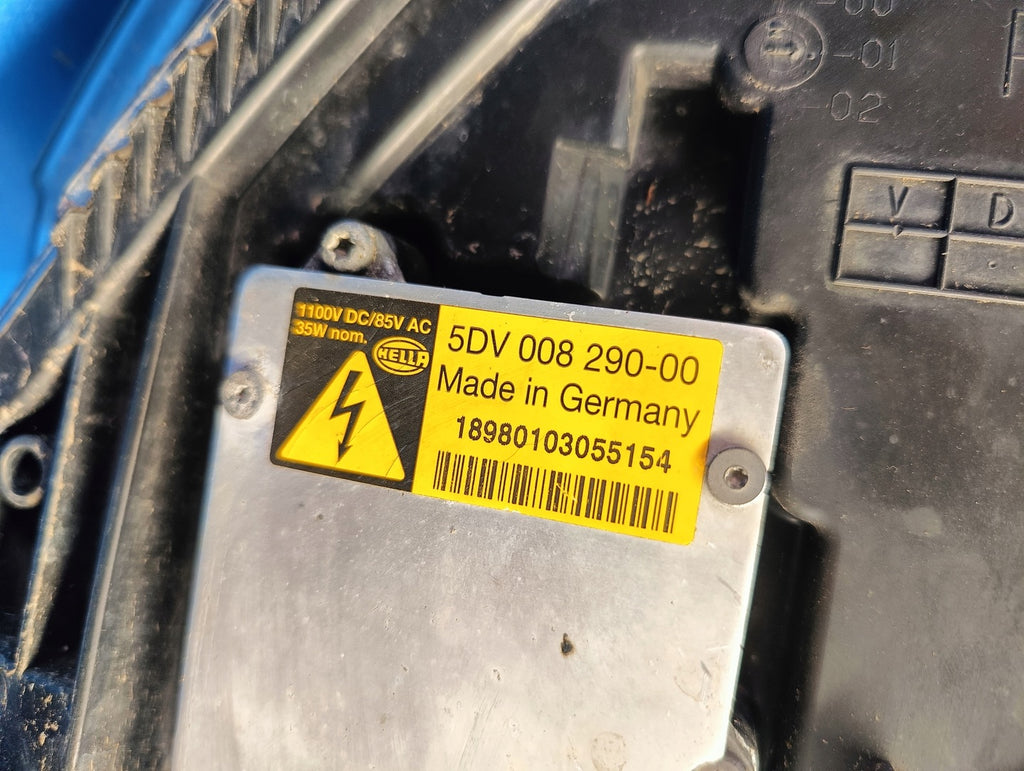 -01
-02
V D
1100V DC/85V AC
35W nom.
HELLA
5DV 008 290-00
Made in Germany
18980103055154